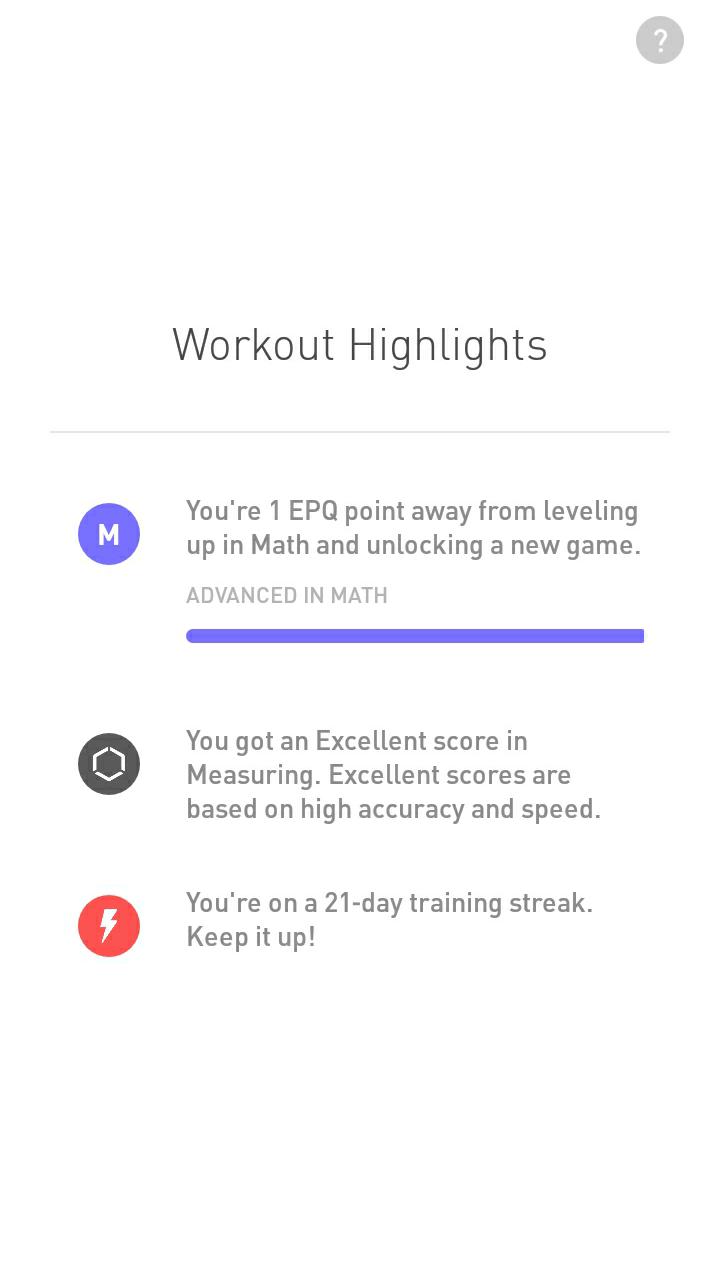 ?
Workout Highlights
M
You're 1 EPQ point away from leveling
up in Math and unlocking a new game.
ADVANCED IN MATH
You got an Excellent score in
Measuring. Excellent scores are
based on high accuracy and speed.
You're on a 21-day training streak.
Keep it up!